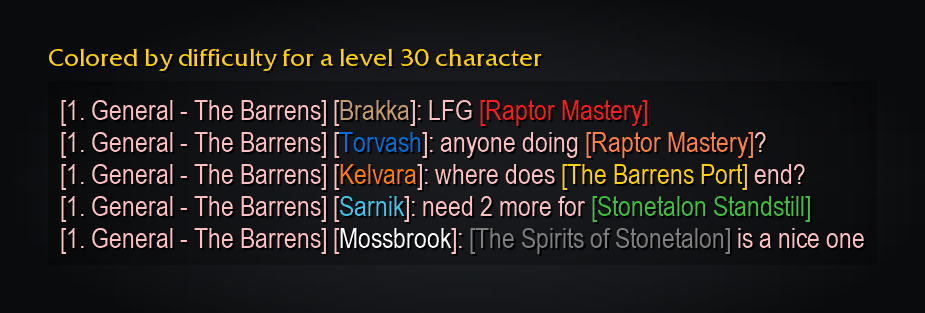 Colored by difficulty for a level 30 character
[1. General - The Barrens] [Brakka]: LFG [Raptor Mastery]
[1. General - The Barrens] [Torvash]: anyone doing [Raptor Mastery]?
[1. General - The Barrens] [Kelvara]: where does [The Barrens Port] end?
[1. General - The Barrens] [Sarnik]: need 2 more for [Stonetalon Standstill]
[1. General - The Barrens] [Mossbrook]: [The Spirits of Stonetalon] is a nice one